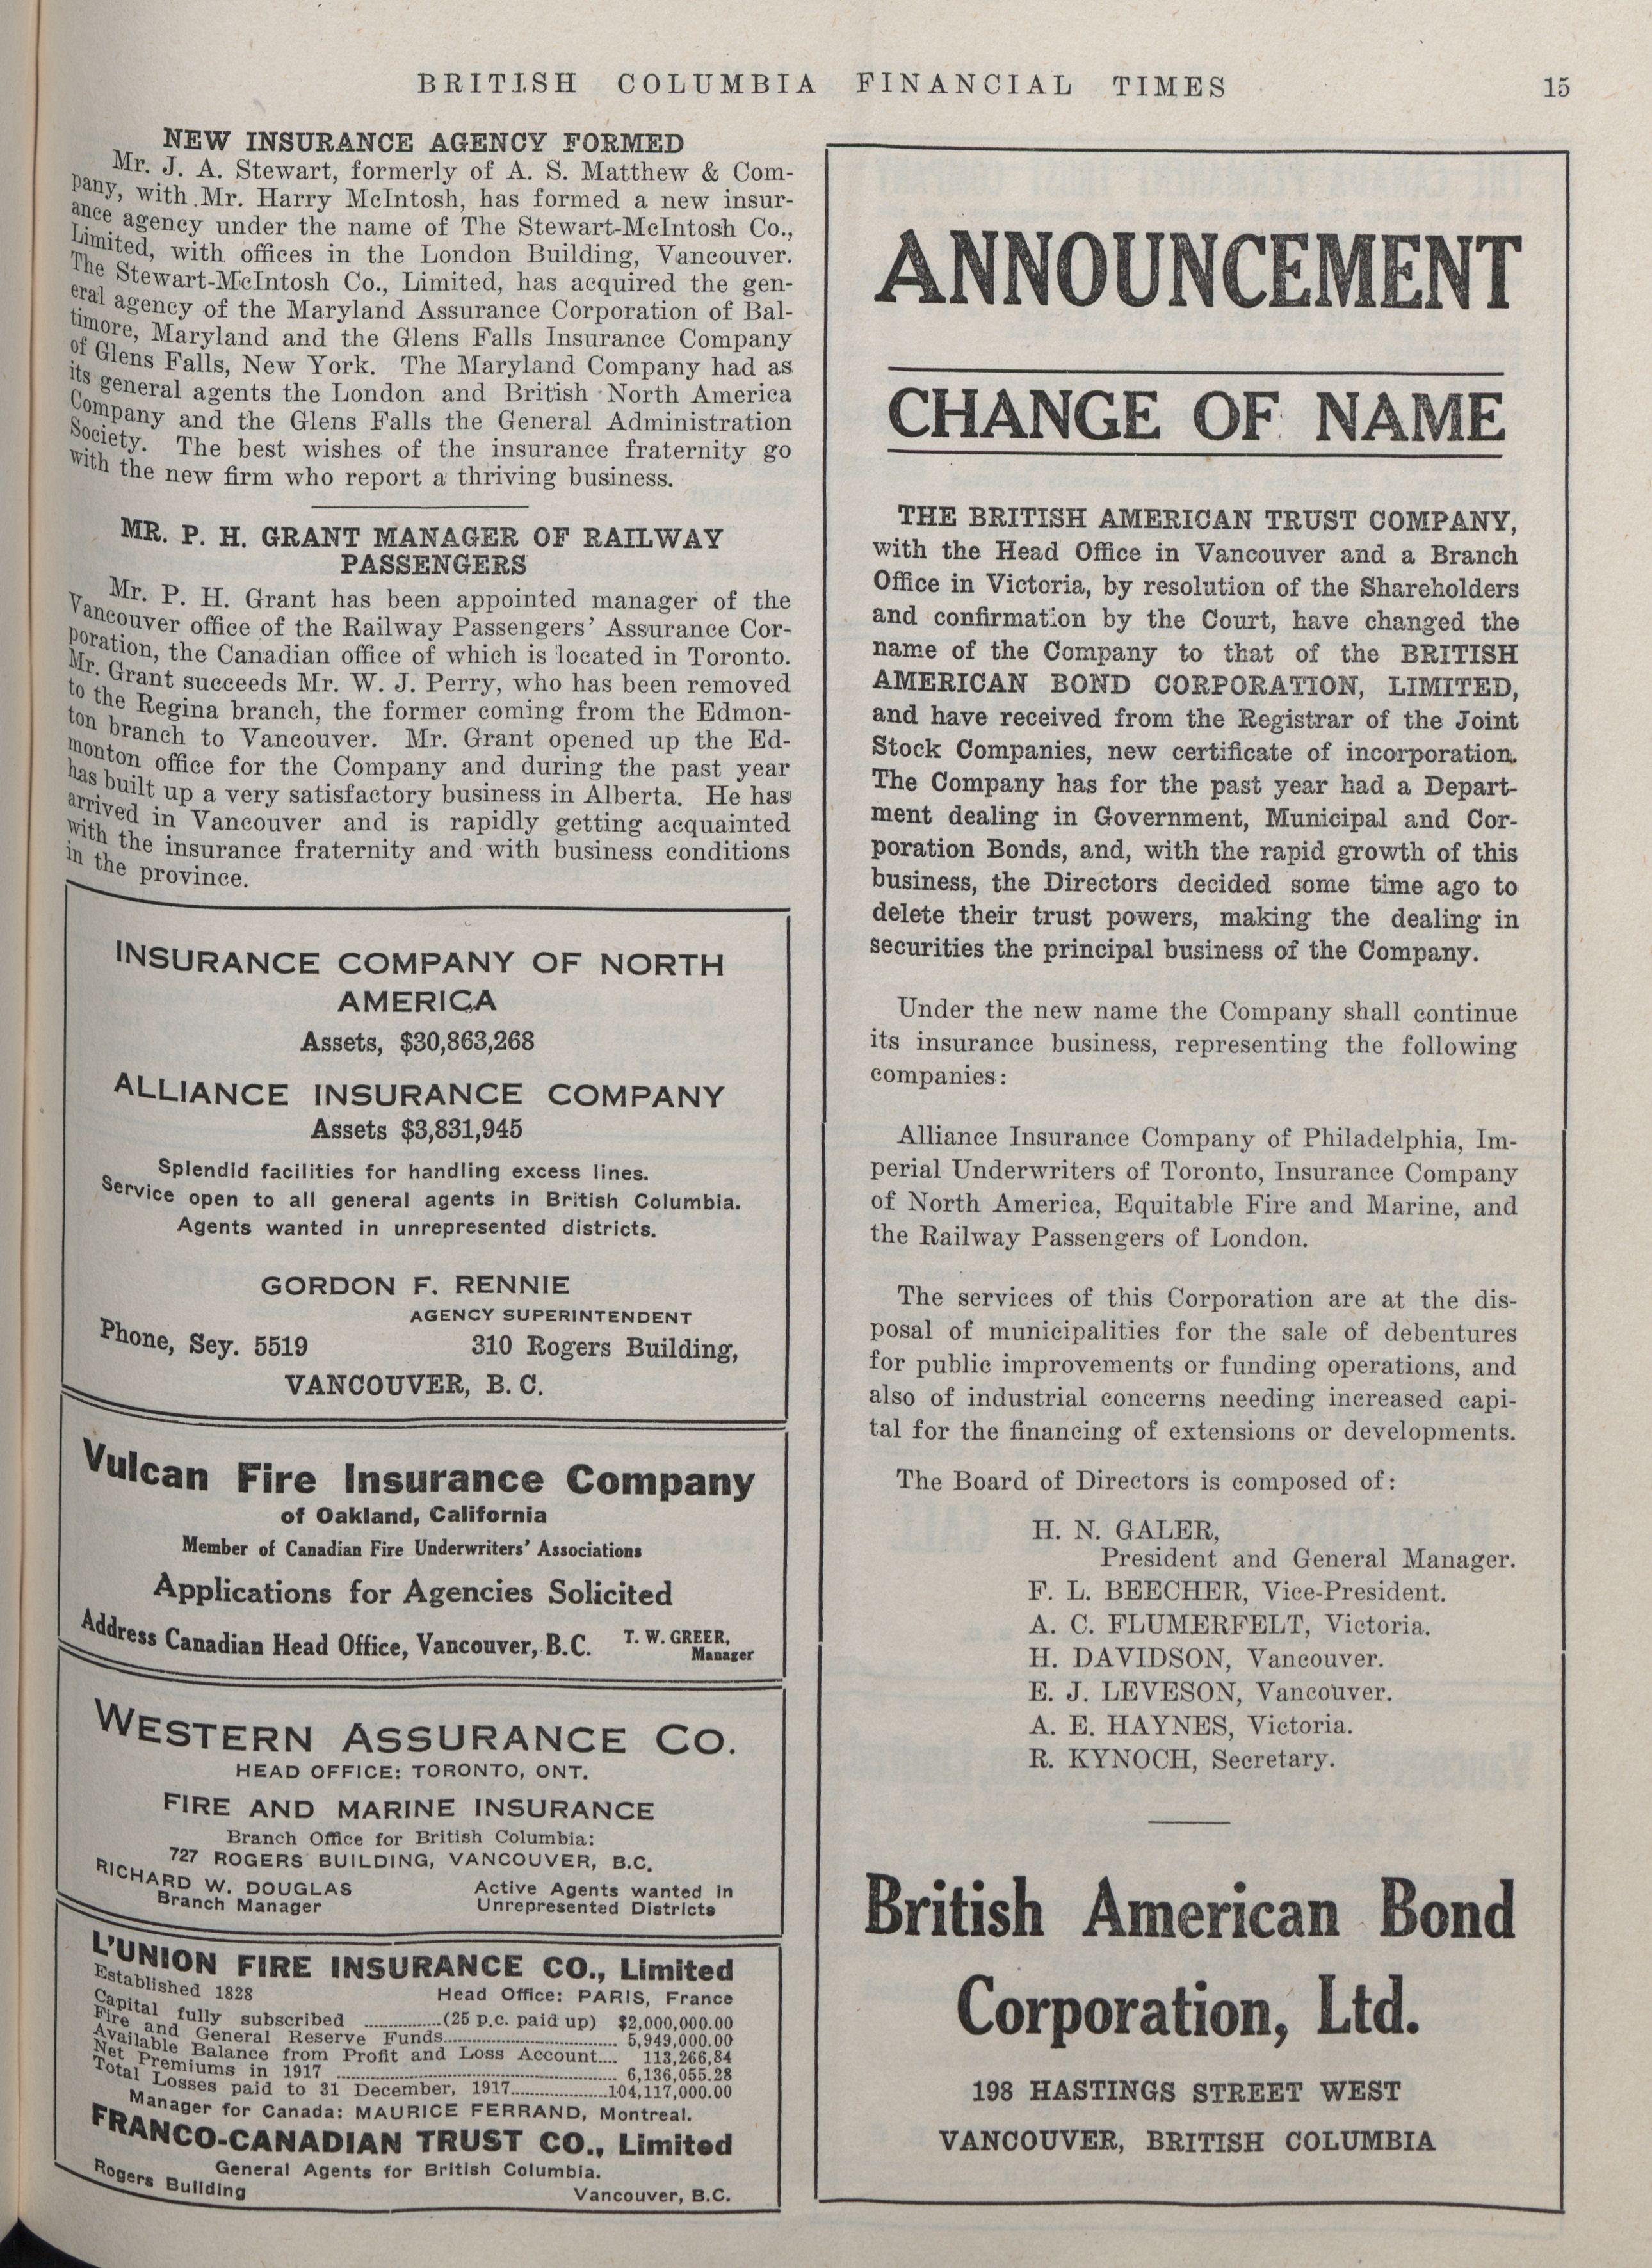 BRITISH COLUMBIA FINANCIAL TIMES 15
NEW INSURANCE AGENCY FORMED
Mr. J. A. Stewart, formerly of A. S. Matthew & Com-
pany, with Mr. Harry McIntosh, has formed a new insur-
ance agency under the name of The Stewart-McIntosh Co.,
Limited, with offices in the London Building, Vancouver.
The Stewart-McIntosh Co., Limited, has acquired the gen-
eral agency of the Maryland Assurance Corporation of Bal-
timore, Maryland and the Glens Falls Insurance Company
of Glens Falls, New York. The Maryland Company had as
its general agents the London and British North America
Company and the Glens Falls the General Administration
Society. The best wishes of the insurance fraternity go
with the new firm who report a thriving business.
MR. P. H. GRANT MANAGER OF RAILWAY
PASSENGERS
Mr. P. H. Grant has been appointed manager of the
Vancouver office of the Railway Passengers' Assurance Cor-
poration, the Canadian office of which is located in Toronto.
Mr. Grant succeeds Mr. W. J. Perry, who has been removed
to the Regina branch, the former coming from the Edmon-
ton branch to Vancouver. Mr. Grant opened up the Ed-
monton office for the Company and during the past year
has built up a very satisfactory business in Alberta. He has
arrived in Vancouver and is rapidly getting acquainted
with the insurance fraternity and with business conditions
in the province.
INSURANCE COMPANY OF NORTH
AMERICA
Assets, $30,863,268
ALLIANCE INSURANCE COMPANY
Assets $3,831,945
Splendid facilities for handling excess lines.
Service open to all general agents in British Columbia.
Agents wanted in unrepresented districts.
GORDON F. RENNIE
AGENCY SUPERINTENDENT
Phone, Sey. 5519 310 Rogers Building,
VANCOUVER, B. C.
Vulcan Fire Insurance Company
of Oakland, California
Member of Canadian Fire Underwriters' Associations
Applications for Agencies Solicited
Address Canadian Head Office, Vancouver, B.C. T. W. GREER,
Manager
WESTERN ASSURANCE CO.
HEAD OFFICE: TORONTO, ONT.
FIRE AND MARINE INSURANCE
Branch Office for British Columbia:
727 ROGERS BUILDING, VANCOUVER, B.C.
RICHARD W. DOUGLAS Active Agents wanted in
Branch Manager Unrepresented Districts
L'UNION FIRE INSURANCE CO., Limited
Established 1828 Head Office: PARIS, France
Capital fully subscribed ..............(25 p.c. paid up) $2,000,000.00
Fire and General Reserve Funds................................ 5,949,000.00
Available Balance from Profit and Loss Account.... 113,266,84
Net Premiums in 1917 .................................................. 6,136,055.28
Total Losses paid to 31 December, 1917..................104,117,000.00
Manager for Canada: MAURICE FERRAND, Montreal.
FRANCO-CANADIAN TRUST CO., Limited
General Agents for British Columbia.
Rogers Building Vancouver, B.C.
ANNOUNCEMENT
CHANGE OF NAME
THE BRITISH AMERICAN TRUST COMPANY,
with the Head Office in Vancouver and a Branch
Office in Victoria, by resolution of the Shareholders
and confirmation by the Court, have changed the
name of the Company to that of the BRITISH
AMERICAN BOND CORPORATION, LIMITED,
and have received from the Registrar of the Joint
Stock Companies, new certificate of incorporation.
The Company has for the past year had a Depart-
ment dealing in Government, Municipal and Cor-
poration Bonds, and, with the rapid growth of this
business, the Directors decided some time ago to
delete their trust powers, making the dealing in
securities the principal business of the Company.
Under the new name the Company shall continue
its insurance business, representing the following
companies:
Alliance Insurance Company of Philadelphia, Im-
perial Underwriters of Toronto, Insurance Company
of North America, Equitable Fire and Marine, and
the Railway Passengers of London.
The services of this Corporation are at the dis-
posal of municipalities for the sale of debentures
for public improvements or funding operations, and
also of industrial concerns needing increased capi-
tal for the financing of extensions or developments.
The Board of Directors is composed of:
H. N. GALER,
President and General Manager.
F. L. BEECHER, Vice-President.
A. C. FLUMERFELT, Victoria.
H. DAVIDSON, Vancouver.
E. J. LEVESON, Vancouver.
A. E. HAYNES, Victoria.
R. KYNOCH, Secretary.
British American Bond
Corporation, Ltd.
198 HASTINGS STREET WEST
VANCOUVER, BRITISH COLUMBIA